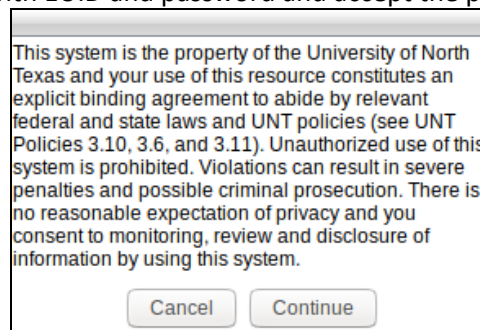 and password and accept the p
This system is the property of the University of North
Texas and your use of this resource constitutes an
explicit binding agreement to abide by relevant
federal and state laws and UNT policies (see UNT
Policies 3.10, 3.6, and 3.11). Unauthorized use of this
system is prohibited. Violations can result in severe
penalties and possible criminal prosecution. There is
no reasonable expectation of privacy and you
consent to monitoring, review and disclosure of
information by using this system.
Cancel Continue